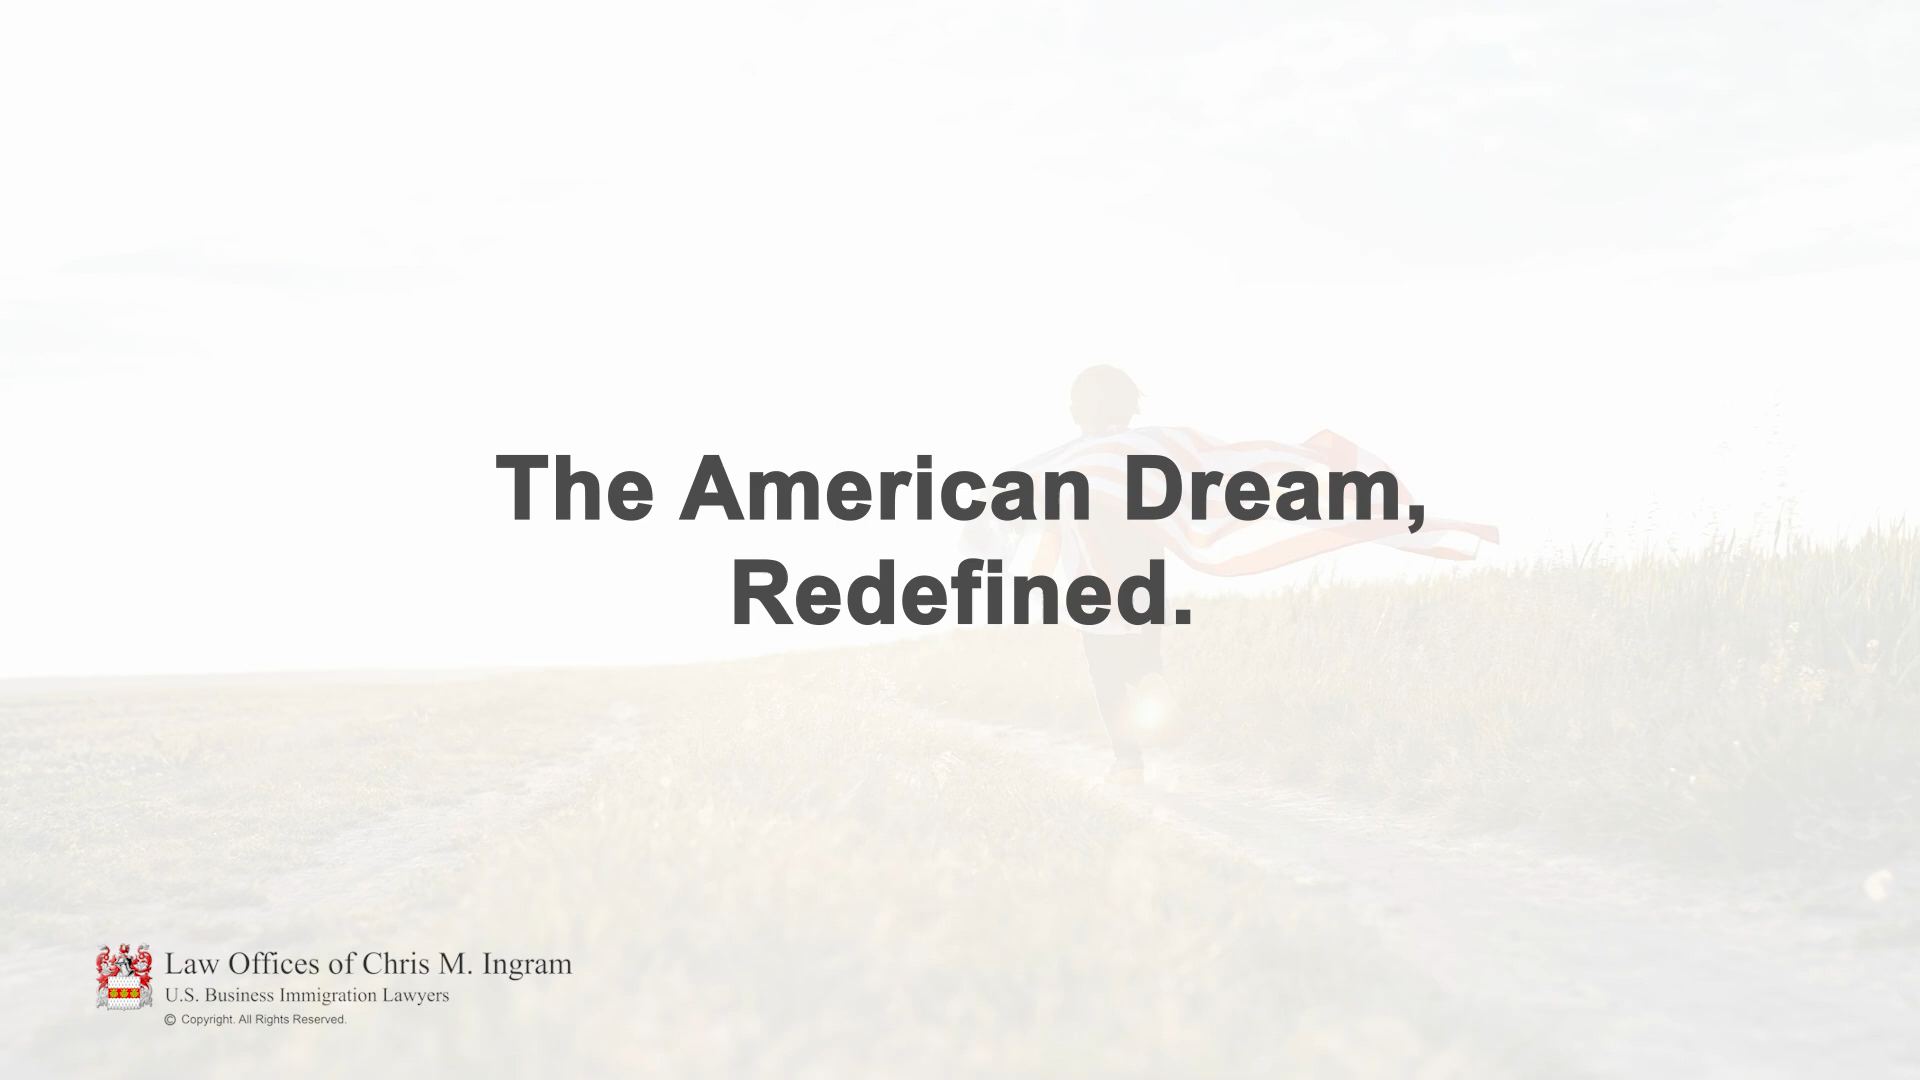 The American Dream,
Redefined.
Law Offices of Chris M. Ingram
U.S. Business Immigration Lawyers
© Copyright. All Rights Reserved.